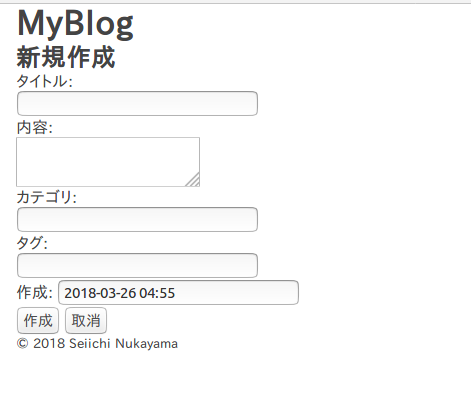 MyBlog
新規作成
タイトル:
内容:
カテゴリ:
タグ:
作成: 2018-03-26 04:55
作成 取消
© 2018 Seiichi Nukayama